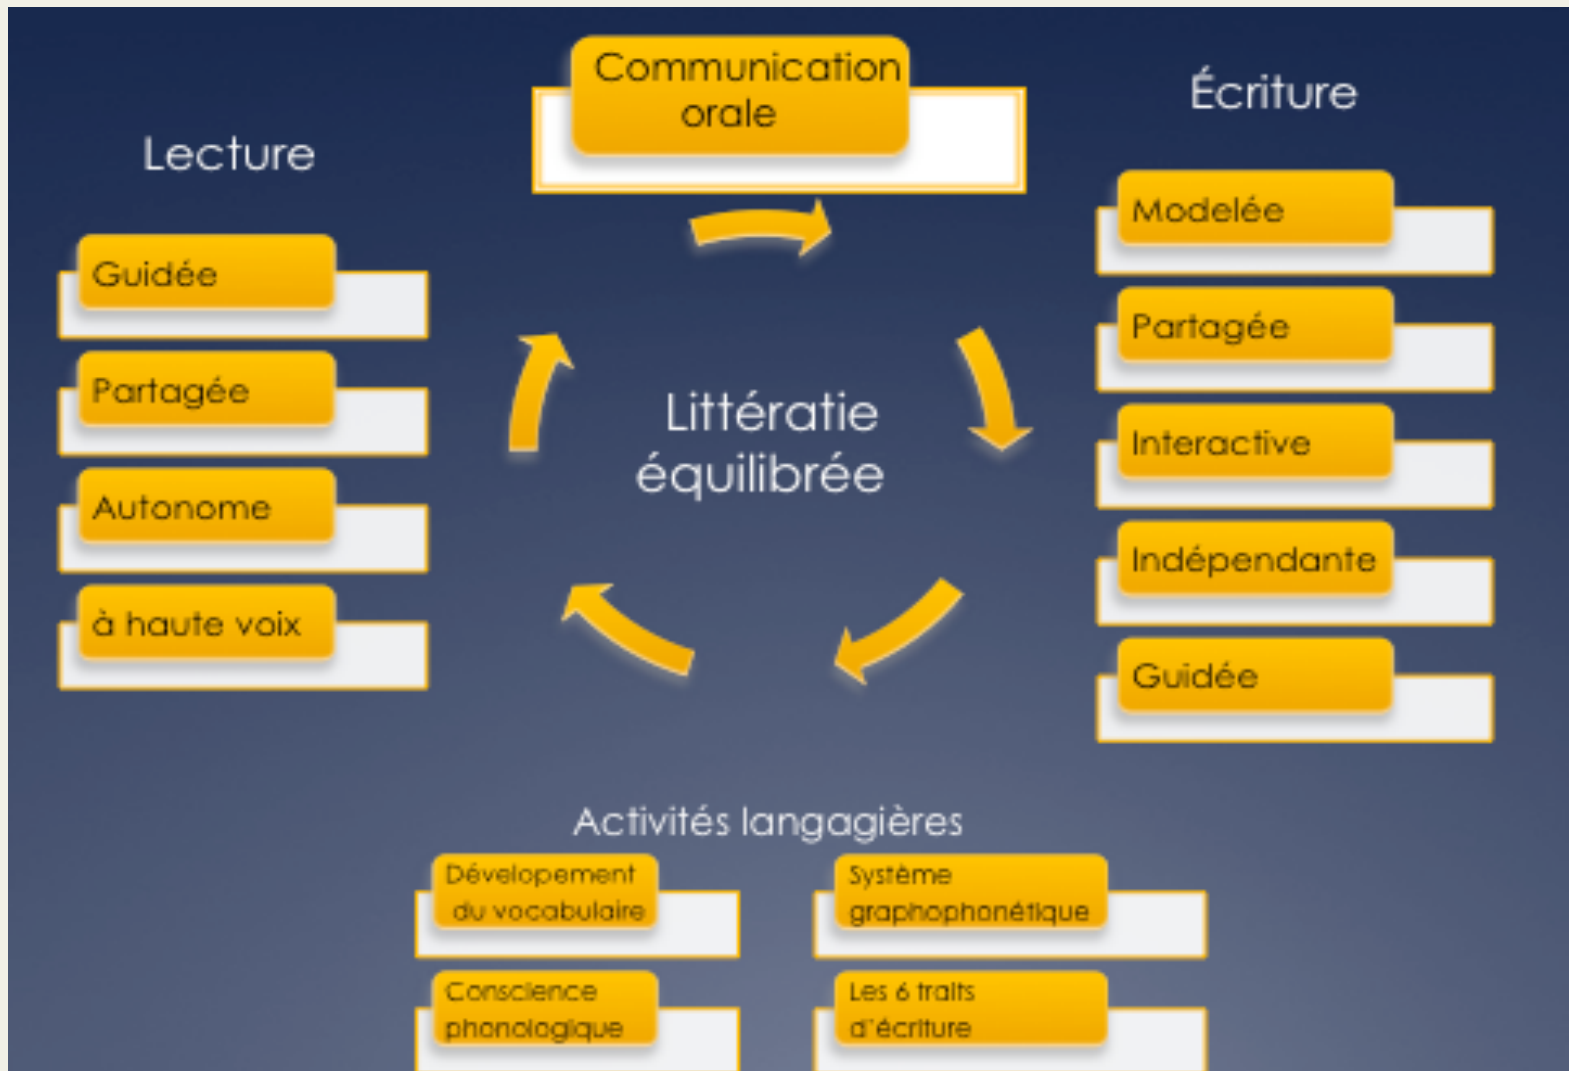 Communication
orale
Lecture
Guidée
Partagée
Autonome
à haute voix
Littératie
équilibrée
Écriture
Modelée
Partagée
Interactive
Indépendante
Guidée
Activités langagières
Dévelopement
du vocabulaire
Système
graphophonétique
Conscience
phonologique
Les 6 traits
d'écriture